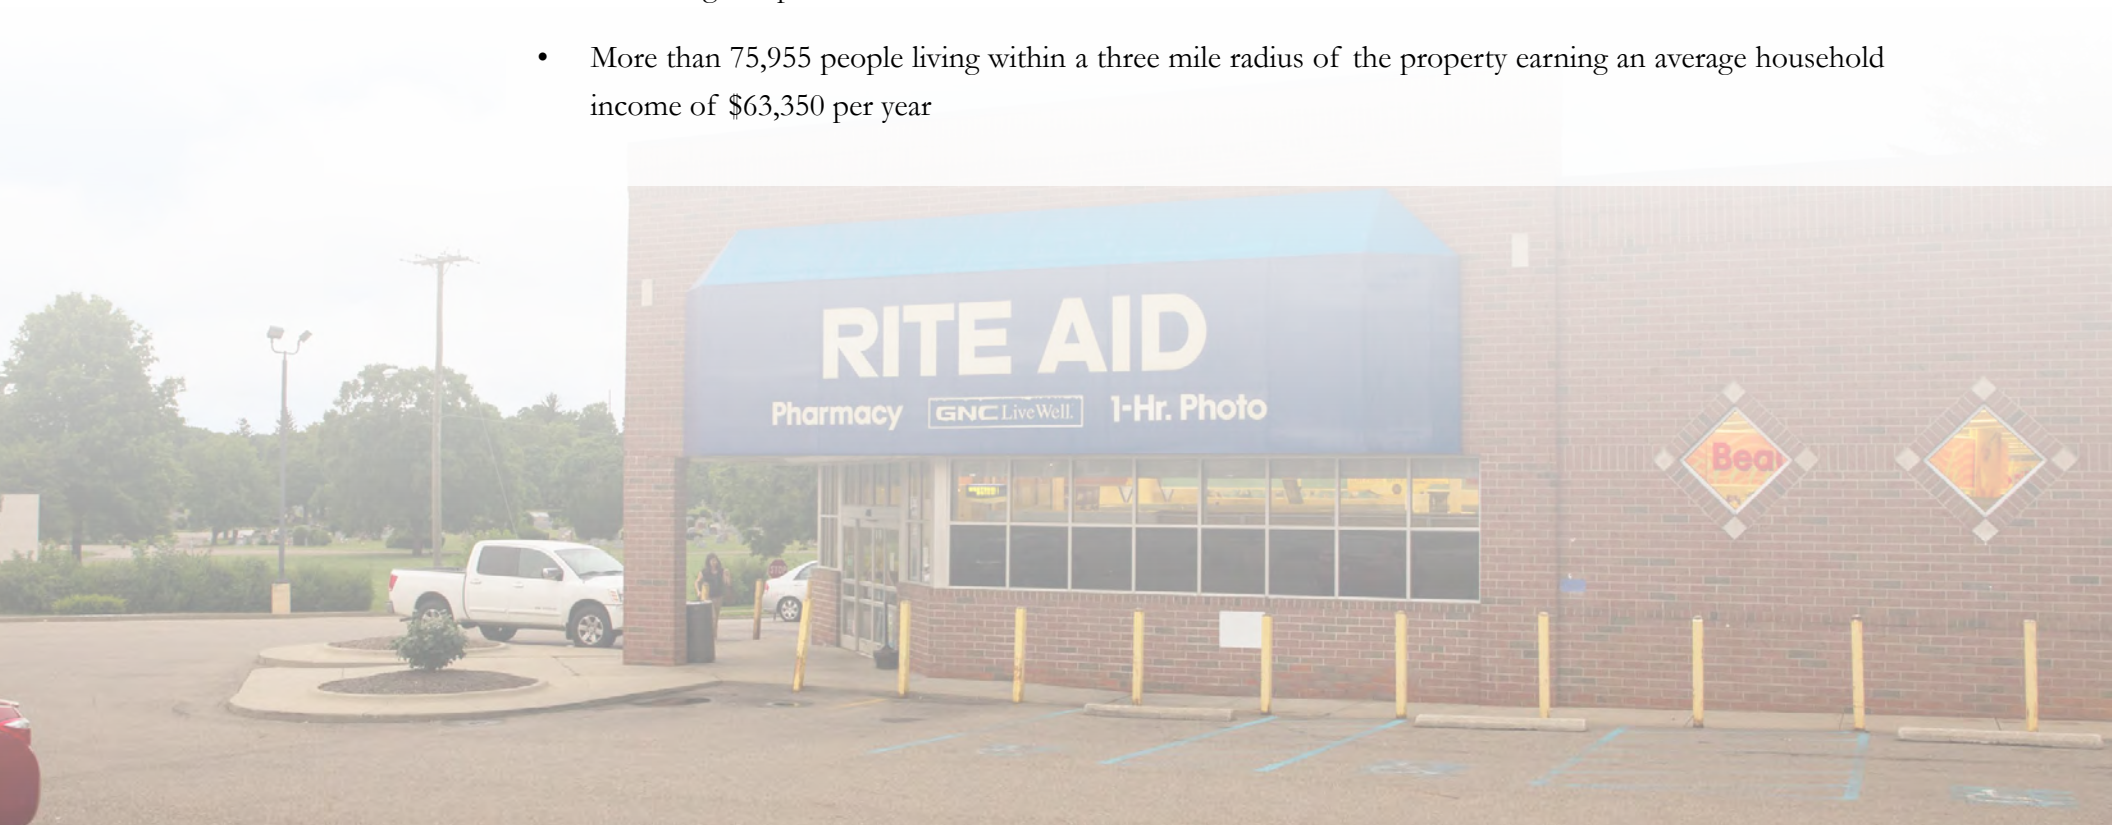 • More than 75,955 people living within a three mile radius of the property earning an average household
income of $63,350 per year
RITE AID
Pharmacy GNC LiveWell. 1-Hr. Photo
Bea